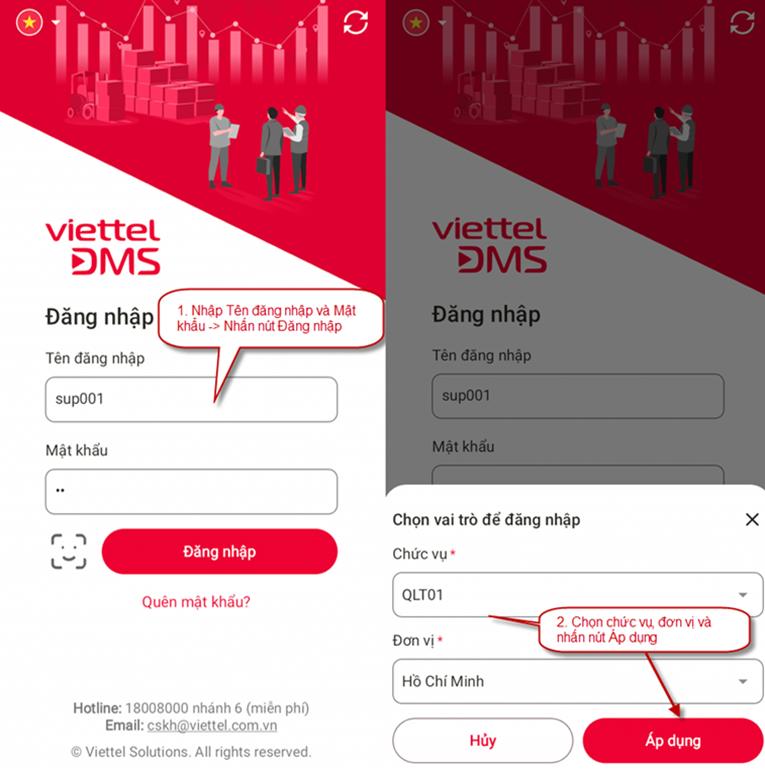 viettel
DMS
Đăng nhập
1. Nhập Tên đăng nhập và Mật
khẩu -> Nhấn nút Đăng nhập
Tên đăng nhập
sup001
Mật khẩu
••
Đăng nhập
Quên mật khẩu?
Hotline: 18008000 nhánh 6 (miễn phí)
Email: cskh@viettel.com.vn
© Viettel Solutions. All rights reserved.
viettel
DMS
Đăng nhập
Tên đăng nhập
sup001
Mật khẩu
Chọn vai trò để đăng nhập
Chức vụ *
QLT01
2. Chọn chức vụ, đơn vị và
nhấn nút Áp dụng
Đơn vị *
Hồ Chí Minh
Hủy
Áp dụng